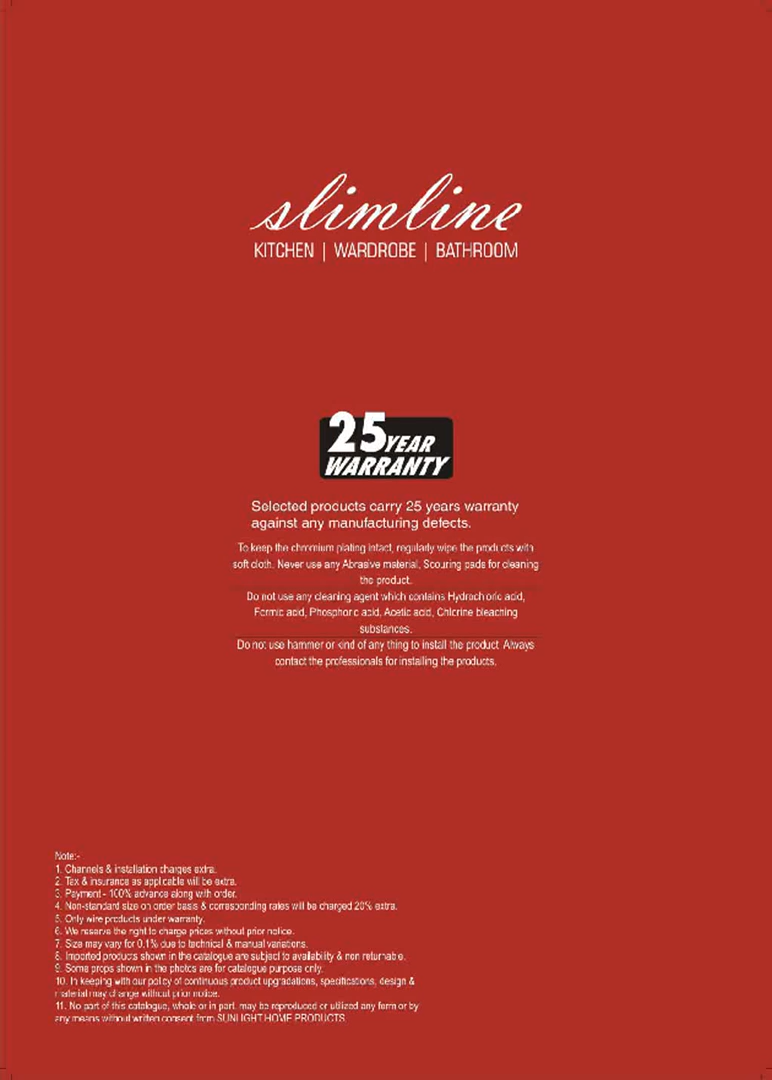 slimline
KITCHEN | WARDROBE | BATHROOM
25 YEAR
WARRANTY
Selected products carry 25 years warranty
against any manufacturing defects.
To keep the chromium plating intact, regularly wipe the products with
soft cloth. Never use any Abrasive material, Scouring pads for cleaning
the product.
Do not use any cleaning agent which contains Hydrochloric acid,
Formic acid, Phosphoric acid, Acetic acid, Chlorine bleaching
substances.
Do not use hammer or kind of any thing to install the product. Always
contact the professionals for installing the products.
Note:-
1. Channels & installation charges extra.
2. Tax & insurance as applicable will be extra.
3. Payment - 100% advance along with order.
4. Non-standard size on order basis & corresponding rates will be charged 20% extra.
5. Only wire products under warranty.
6. We reserve the right to change prices without prior notice.
7. Size may vary for 0.1% due to technical & manual variations.
8. Imported products shown in the catalogue are subject to availability & non returnable.
9. Some props shown in the photos are for catalogue purpose only.
10. In keeping with our policy of continuous product upgradations, specifications, design &
material may change without prior notice.
11. No part of this catalogue, whole or in part, may be reproduced or utilized any form or by
any means without written consent from SUNLIGHT HOME PRODUCTS